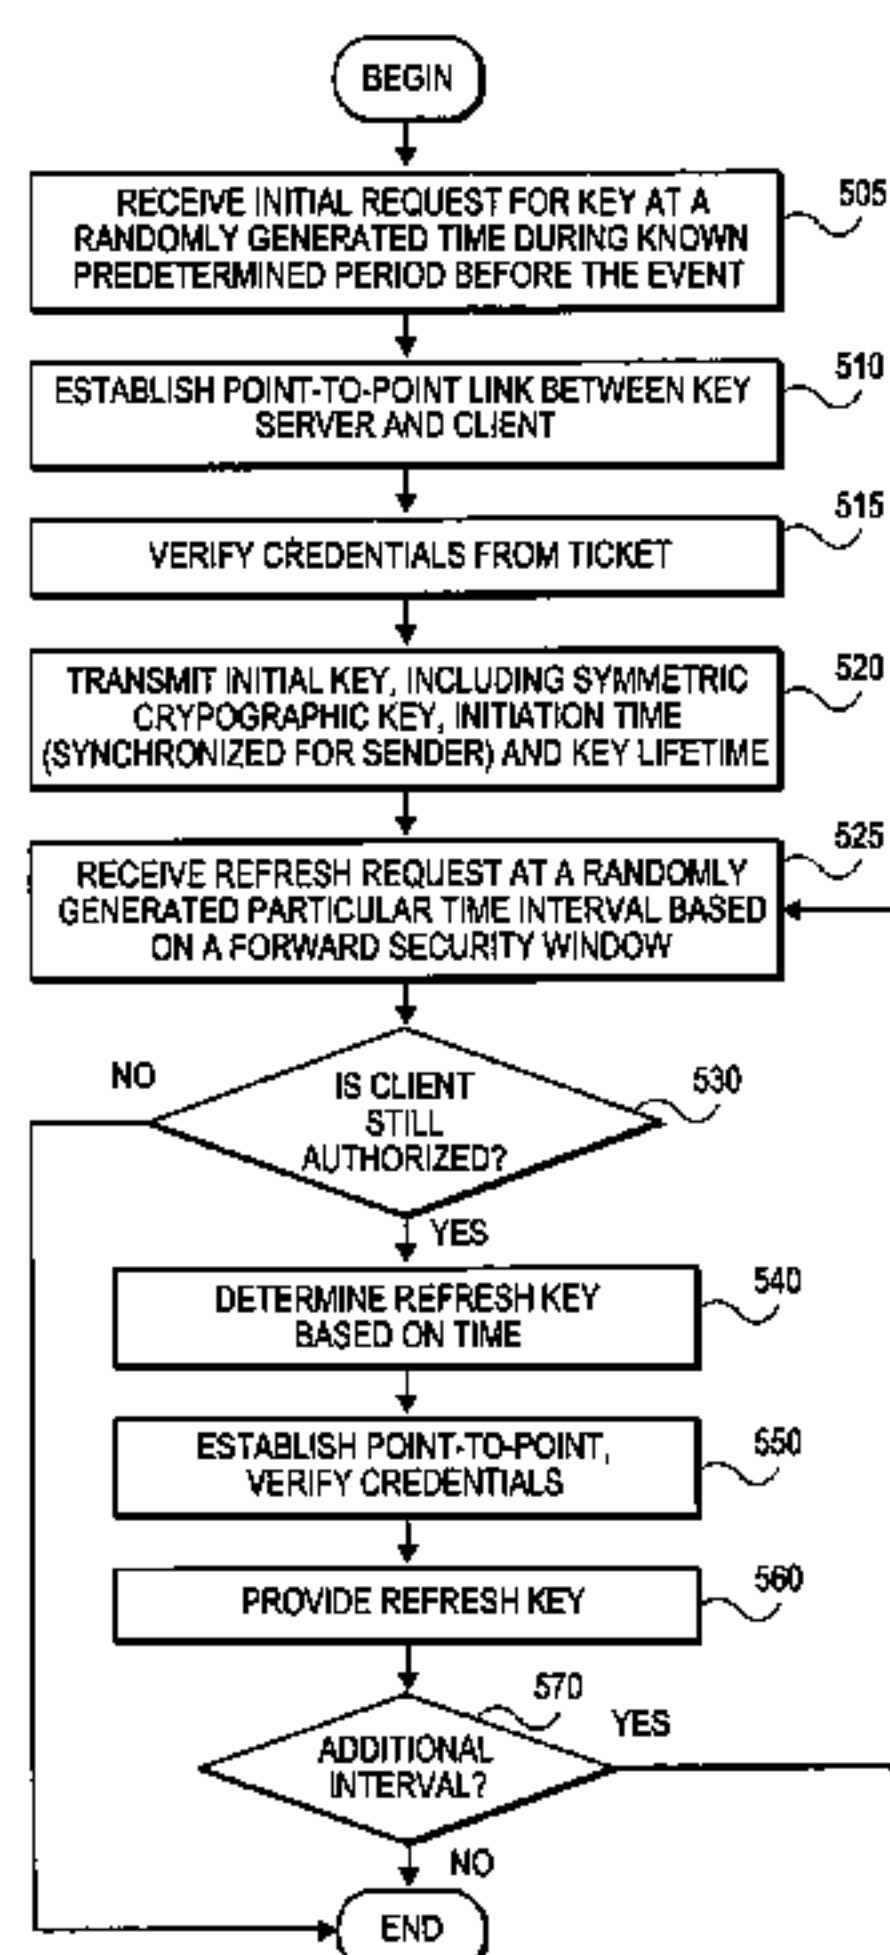 BEGIN
RECEIVE INITIAL REQUEST FOR KEY AT A
RANDOMLY GENERATED TIME DURING KNOWN
PREDETERMINED PERIOD BEFORE THE EVENT
505
ESTABLISH POINT-TO-POINT LINK BETWEEN KEY
SERVER AND CLIENT
510
VERIFY CREDENTIALS FROM TICKET
515
TRANSMIT INITIAL KEY, INCLUDING SYMMETRIC
CRYPOGRAPHIC KEY, INITIATION TIME
(SYNCHRONIZED FOR SENDER) AND KEY LIFETIME
520
RECEIVE REFRESH REQUEST AT A RANDOMLY
GENERATED PARTICULAR TIME INTERVAL BASED
ON A FORWARD SECURITY WINDOW
525
NO
IS CLIENT
STILL
AUTHORIZED?
530
YES
DETERMINE REFRESH KEY
BASED ON TIME
540
ESTABLISH POINT-TO-POINT,
VERIFY CREDENTIALS
550
PROVIDE REFRESH KEY
560
ADDITIONAL
INTERVAL?
570
YES
NO
END